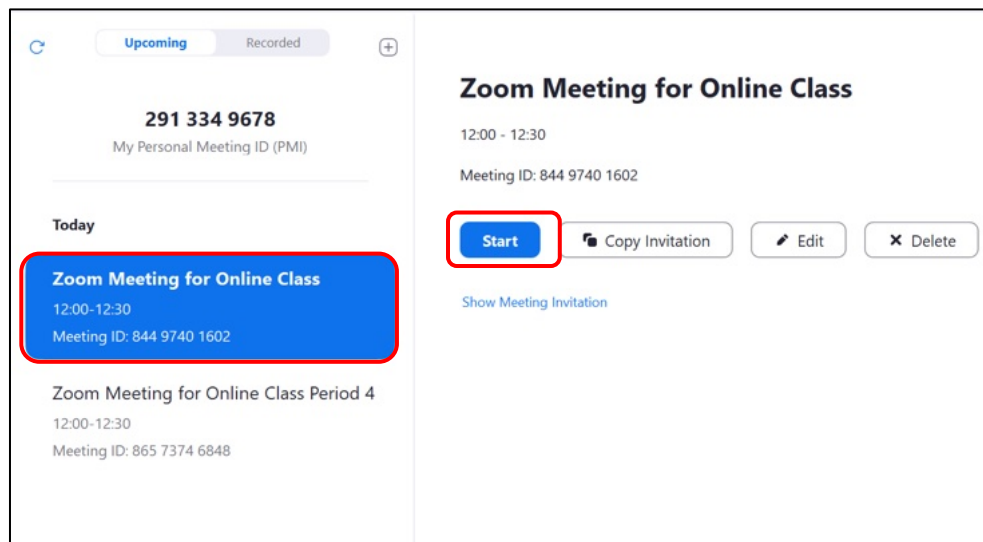 Upcoming
Recorded
291 334 9678
My Personal Meeting ID (PMI)
Today
Zoom Meeting for Online Class
12:00-12:30
Meeting ID: 844 9740 1602
Zoom Meeting for Online Class Period 4
12:00-12:30
Meeting ID: 865 7374 6848
Zoom Meeting for Online Class
12:00 - 12:30
Meeting ID: 844 9740 1602
Start
Copy Invitation
Edit
Delete
Show Meeting Invitation